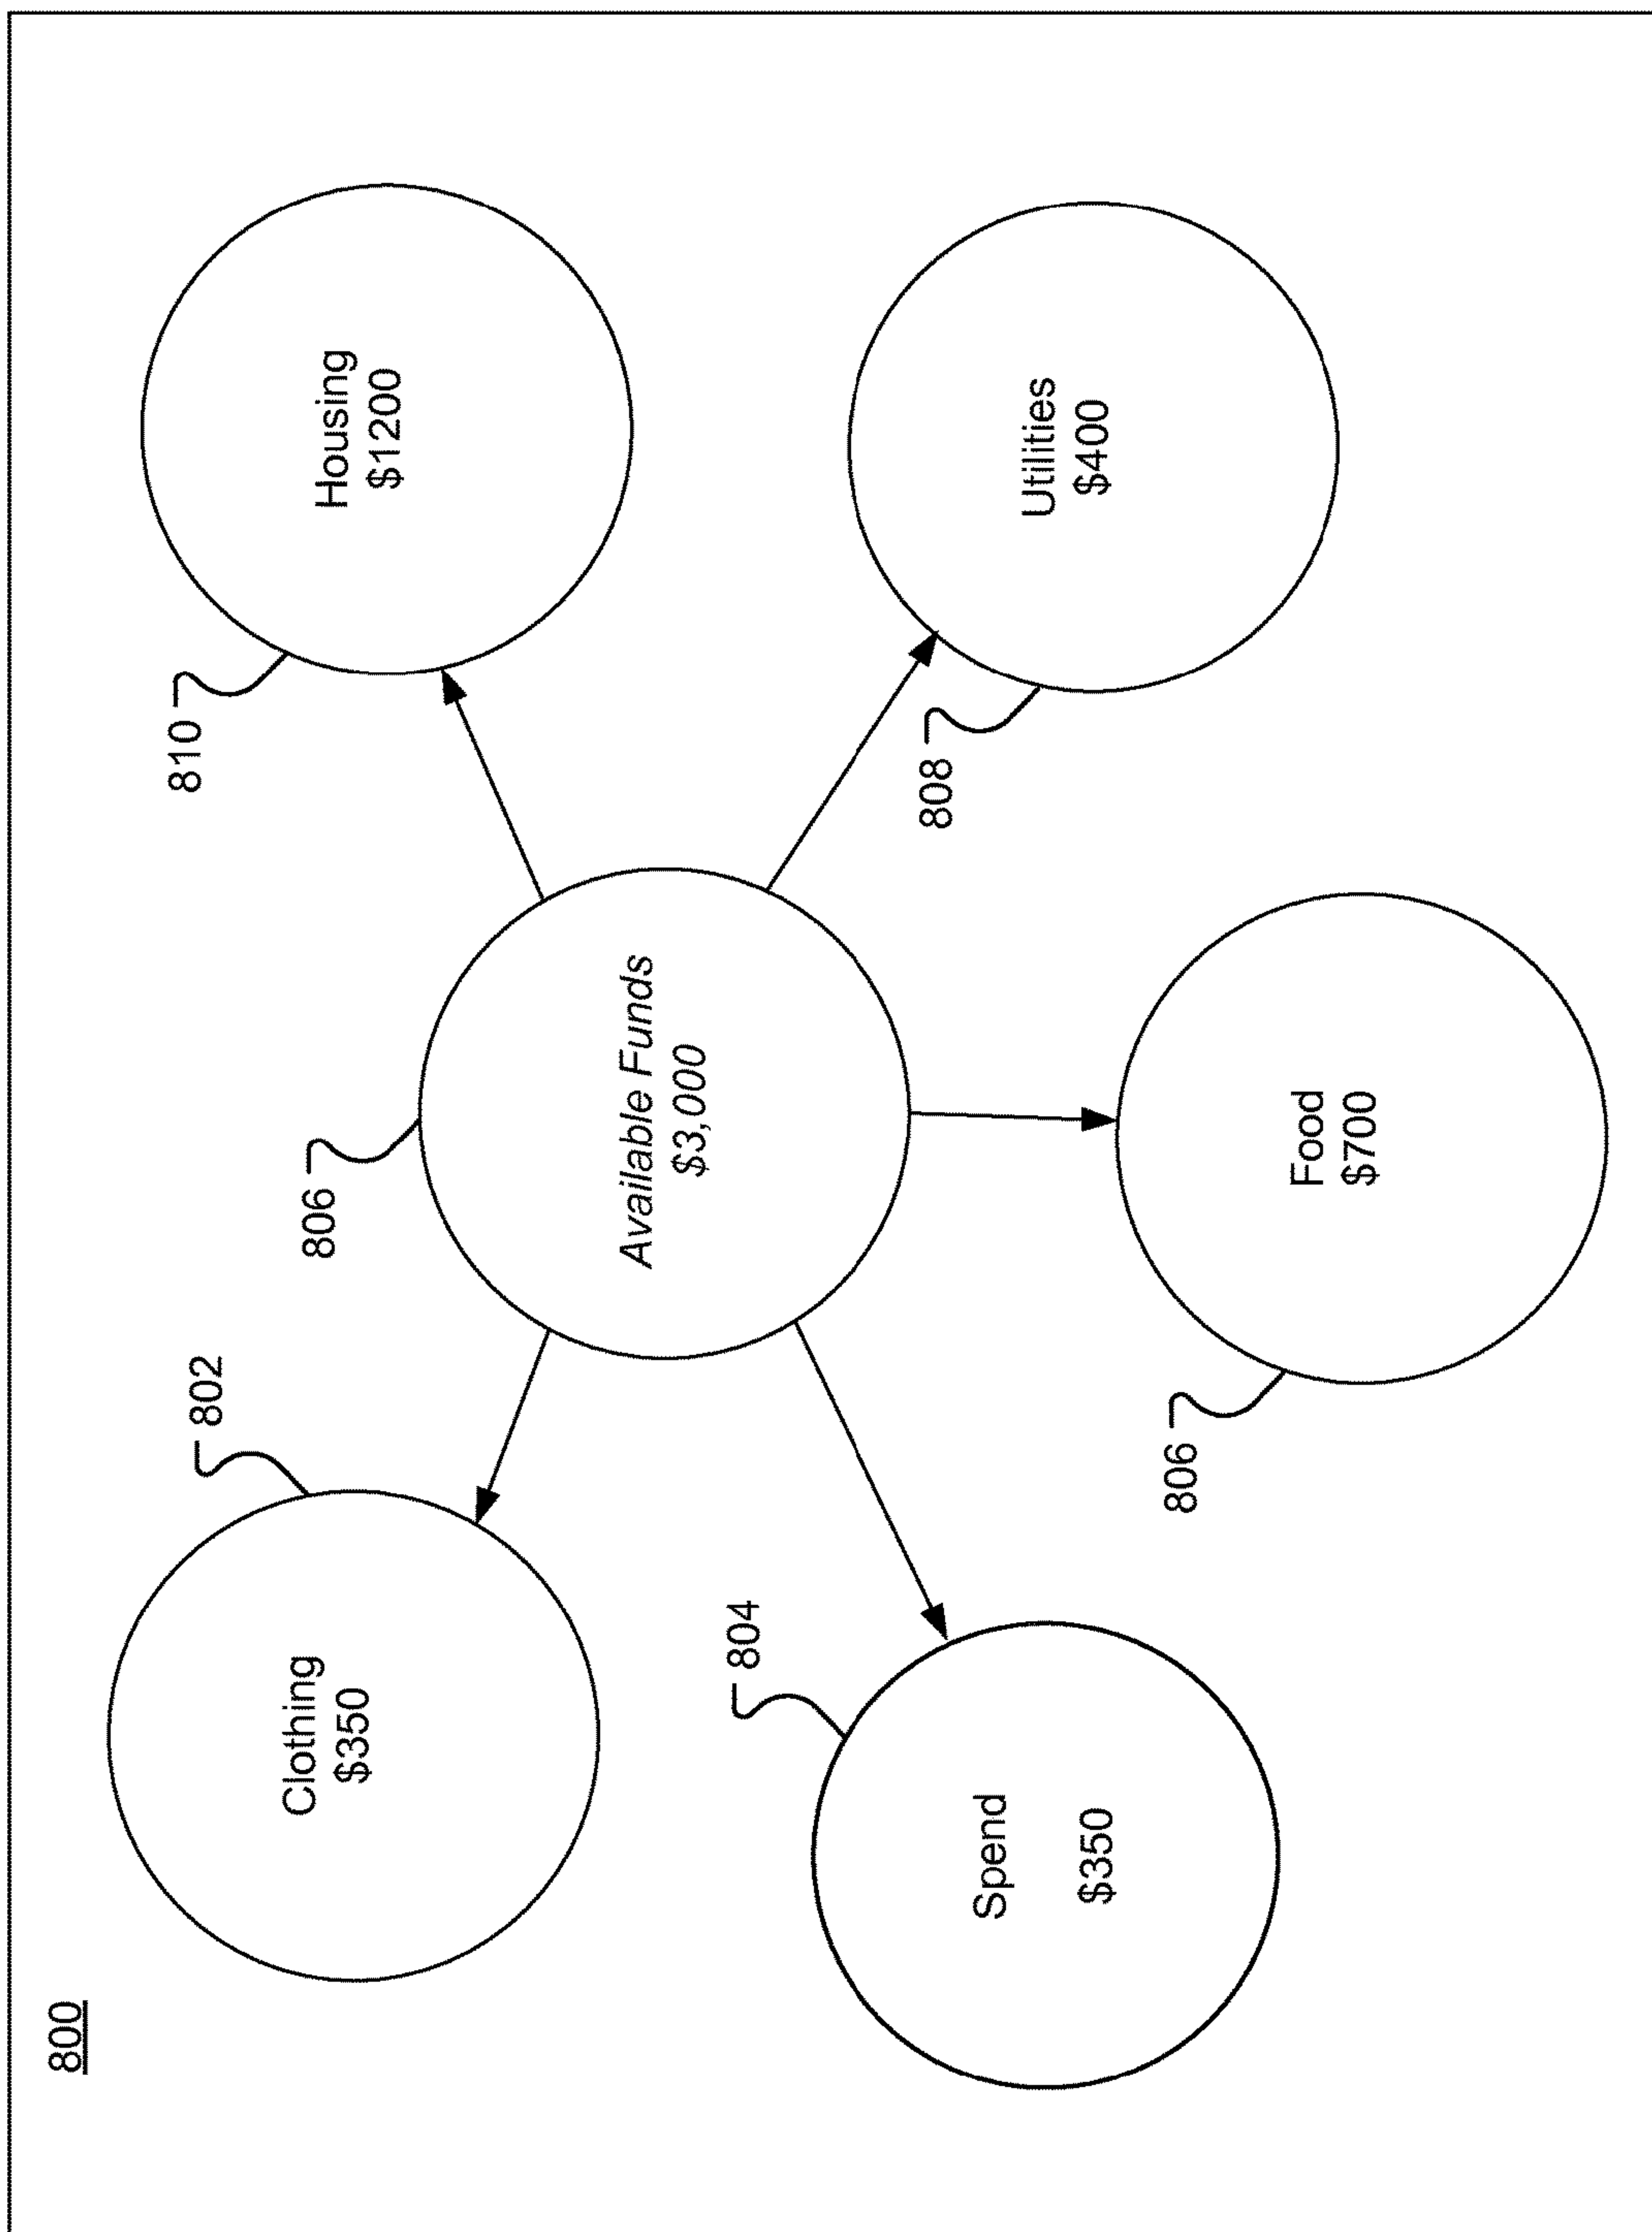 800
802
Clothing
$350
810
Housing
$1200
806
Available Funds
$3,000
804
Spend
$350
808
Utilities
$400
806
Food
$700